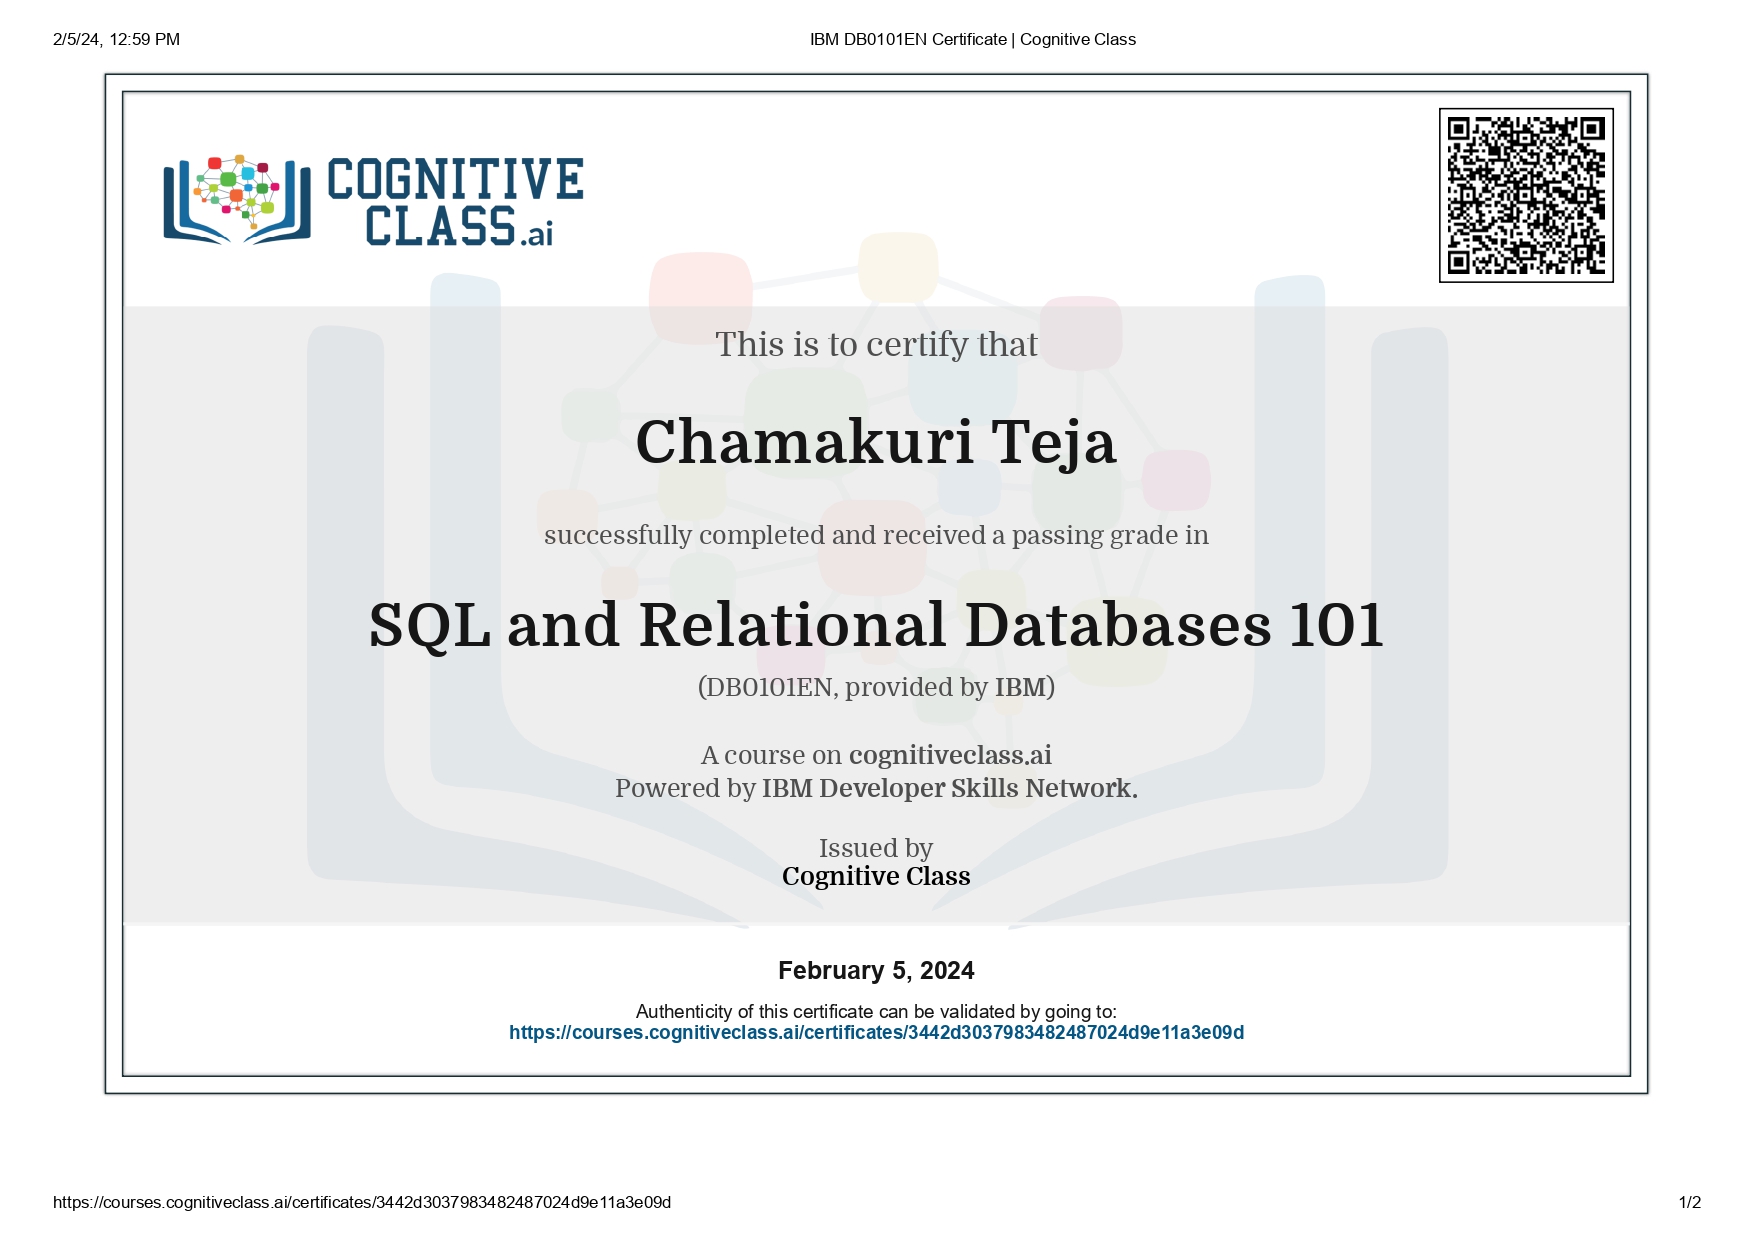 2/5/24, 12:59 PM
IBM DB0101EN Certificate | Cognitive Class
COGNITIVE
CLASS.ai
This is to certify that
Chamakuri Teja
successfully completed and received a passing grade in
SQL and Relational Databases 101
(DB0101EN, provided by IBM)
A course on cognitiveclass.ai
Powered by IBM Developer Skills Network.
Issued by
Cognitive Class
February 5, 2024
Authenticity of this certificate can be validated by going to:
https://courses.cognitiveclass.ai/certificates/3442d3037983482487024d9e11a3e09d
https://courses.cognitiveclass.ai/certificates/3442d3037983482487024d9e11a3e09d
1/2